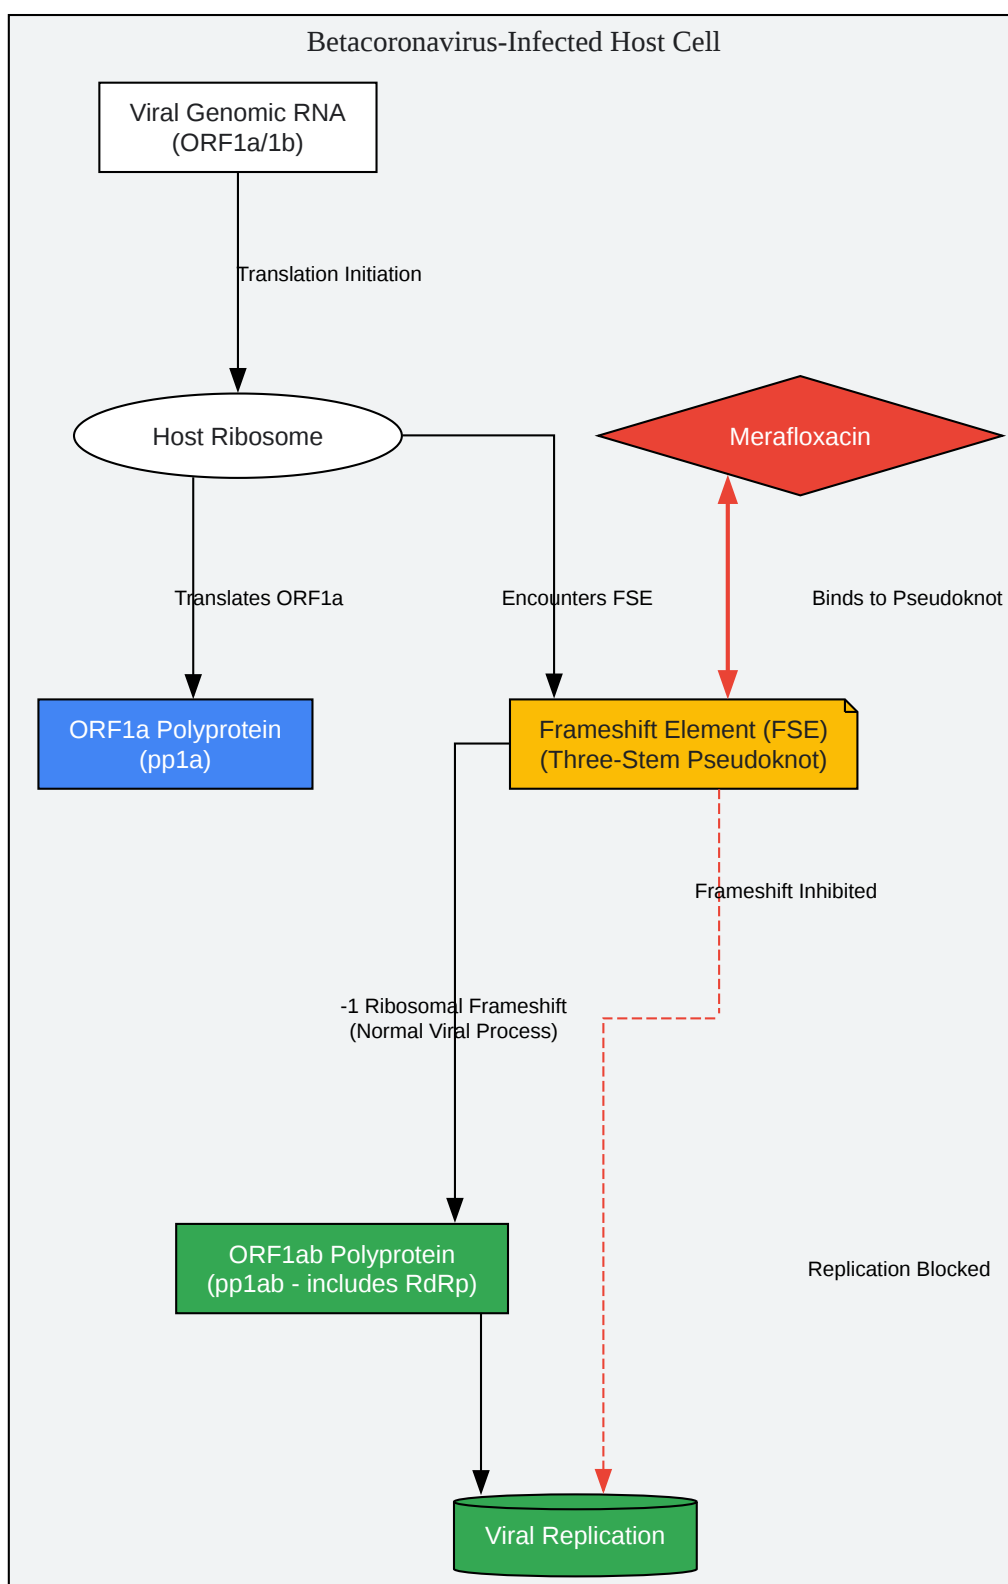 Betacoronavirus-Infected Host Cell
Viral Genomic RNA
(ORF1a/1b)
Translation Initiation
Host Ribosome
Merafloxacin
Translates ORF1a
Encounters FSE
Binds to Pseudoknot
ORF1a Polyprotein
(pp1a)
Frameshift Element (FSE)
(Three-Stem Pseudoknot)
Frameshift Inhibited
-1 Ribosomal Frameshift
(Normal Viral Process)
ORF1ab Polyprotein
(pp1ab - includes RdRp)
Replication Blocked
Viral Replication